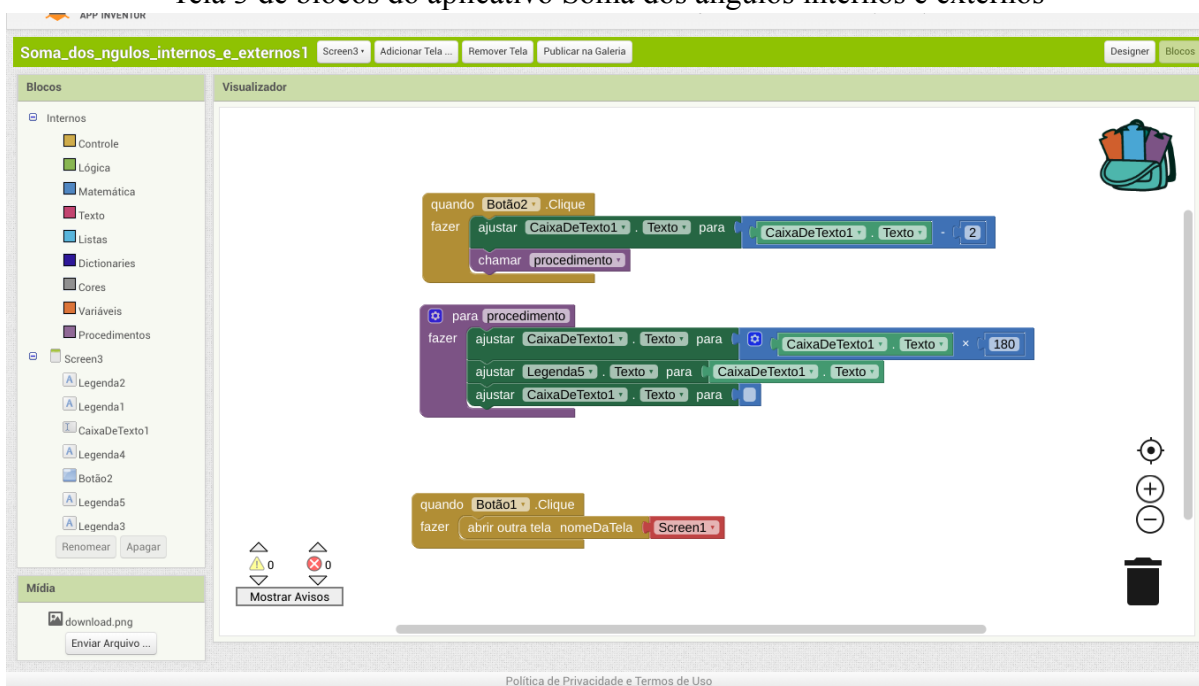 Tela 3 de blocos do aplicativo Soma dos ângulos internos e externos
APP INVENTOR
Soma_dos_ngulos_internos_e_externos1 Screen3 Adicionar Tela ... Remover Tela Publicar na Galeria Designer Blocos
Blocos
Visualizador
Internos
Controle
Lógica
Matemática
Texto
Listas
Dictionaries
Cores
Variáveis
Procedimentos
Screen3
Legenda2
Legenda1
CaixaDeTexto1
Legenda4
Botão2
Legenda5
Legenda3
Renomear Apagar
Mídia
download.png
Enviar Arquivo ...
quando Botão2 .Clique
fazer ajustar CaixaDeTexto1 . Texto para CaixaDeTexto1 . Texto - 2
chamar procedimento
para procedimento
fazer ajustar CaixaDeTexto1 . Texto para CaixaDeTexto1 . Texto × 180
ajustar Legenda5 . Texto para CaixaDeTexto1 . Texto
ajustar CaixaDeTexto1 . Texto para
quando Botão1 .Clique
fazer abrir outra tela nomeDaTela Screen1
0 0
Mostrar Avisos
Política de Privacidade e Termos de Uso